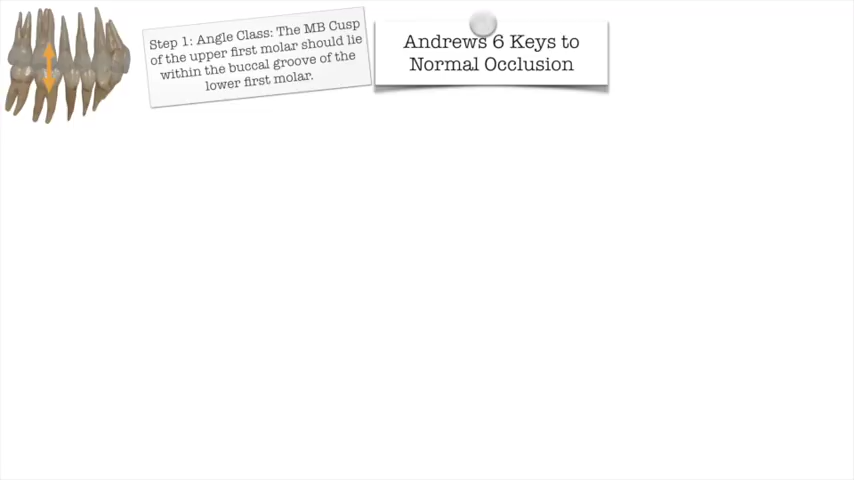 Step 1: Angle Class: The MB Cusp
of the upper first molar should lie
within the buccal groove of the
lower first molar.
Andrews 6 Keys to
Normal Occlusion